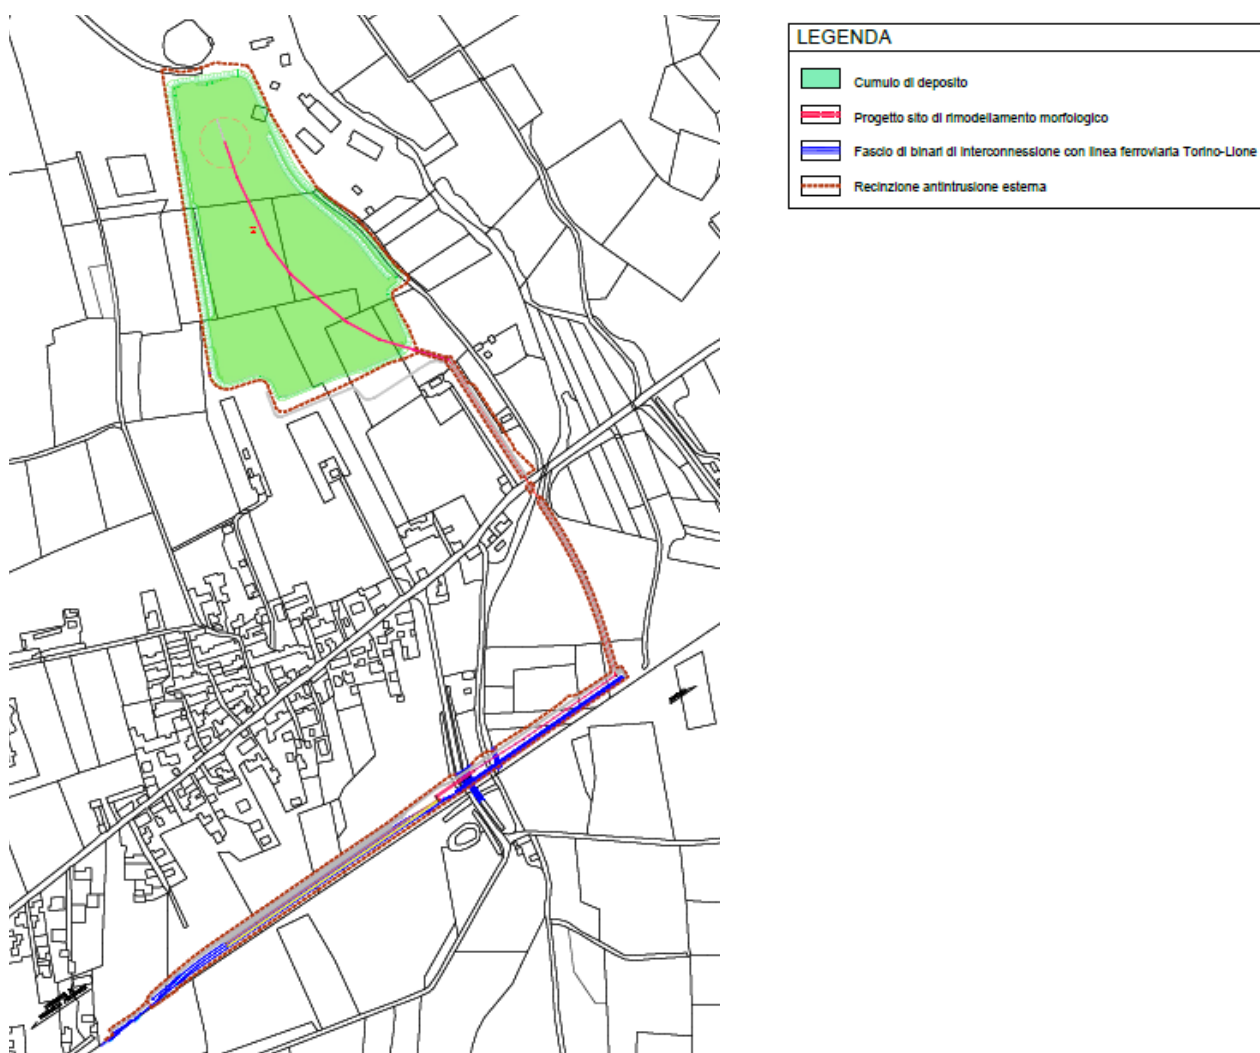 LEGENDA
Cumulo di deposito
Progetto sito di rimodellamento morfologico
Fascio di binari di interconnessione con linea ferroviaria Torino-Lione
Recinzione antintrusione esterna